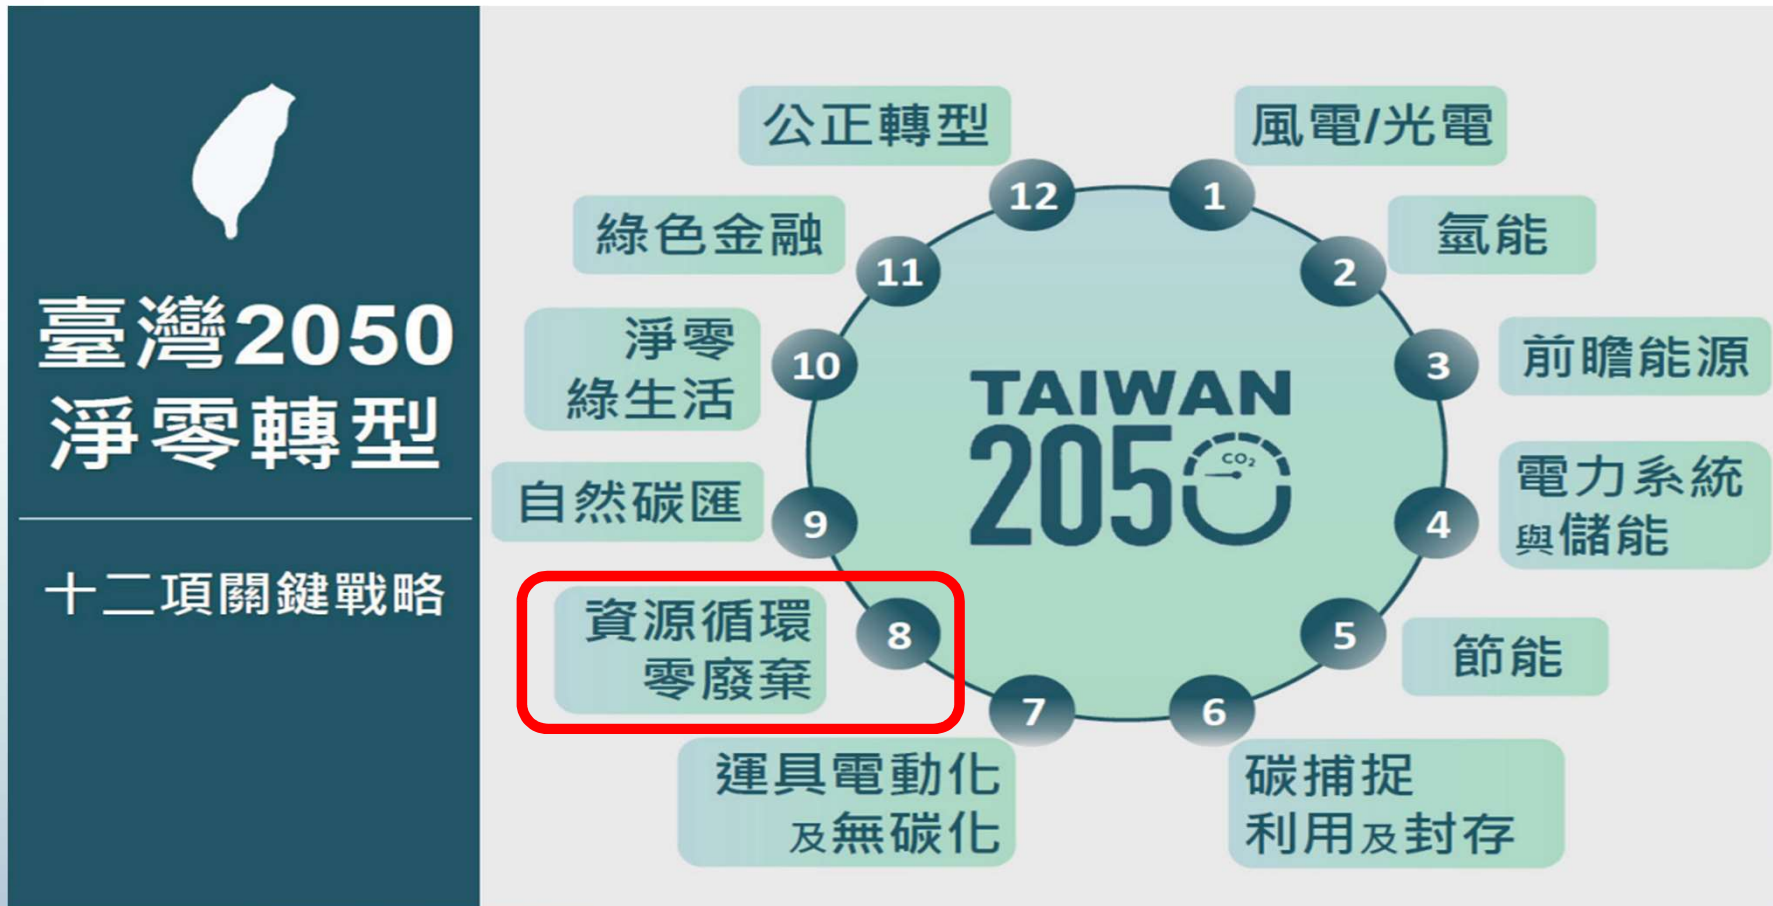 臺灣2050
淨零轉型
十二項關鍵戰略
TAIWAN
2050
CO₂
1
風電/光電
2
氫能
3
前瞻能源
4
電力系統
與儲能
5
節能
6
碳捕捉
利用及封存
7
運具電動化
及無碳化
8
資源循環
零廢棄
9
自然碳匯
10
淨零
綠生活
11
綠色金融
12
公正轉型